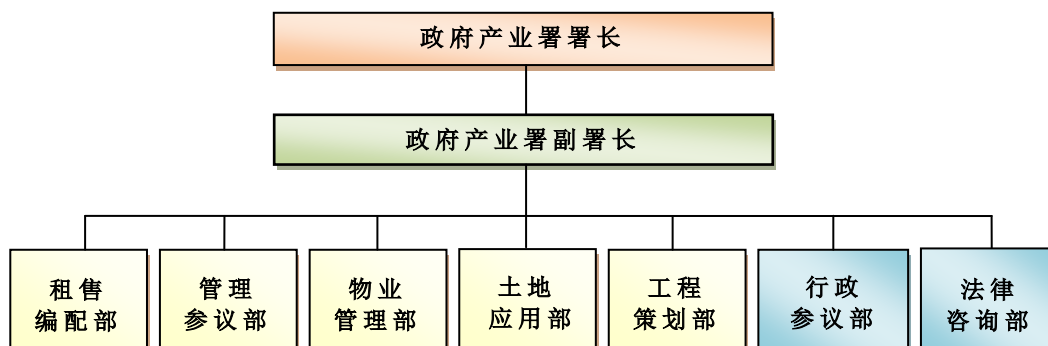 政府产业署署长
政府产业署副署长
租售
编配部
管理
参议部
物业
管理部
土地
应用部
工程
策划部
行政
参议部
法律
咨询部